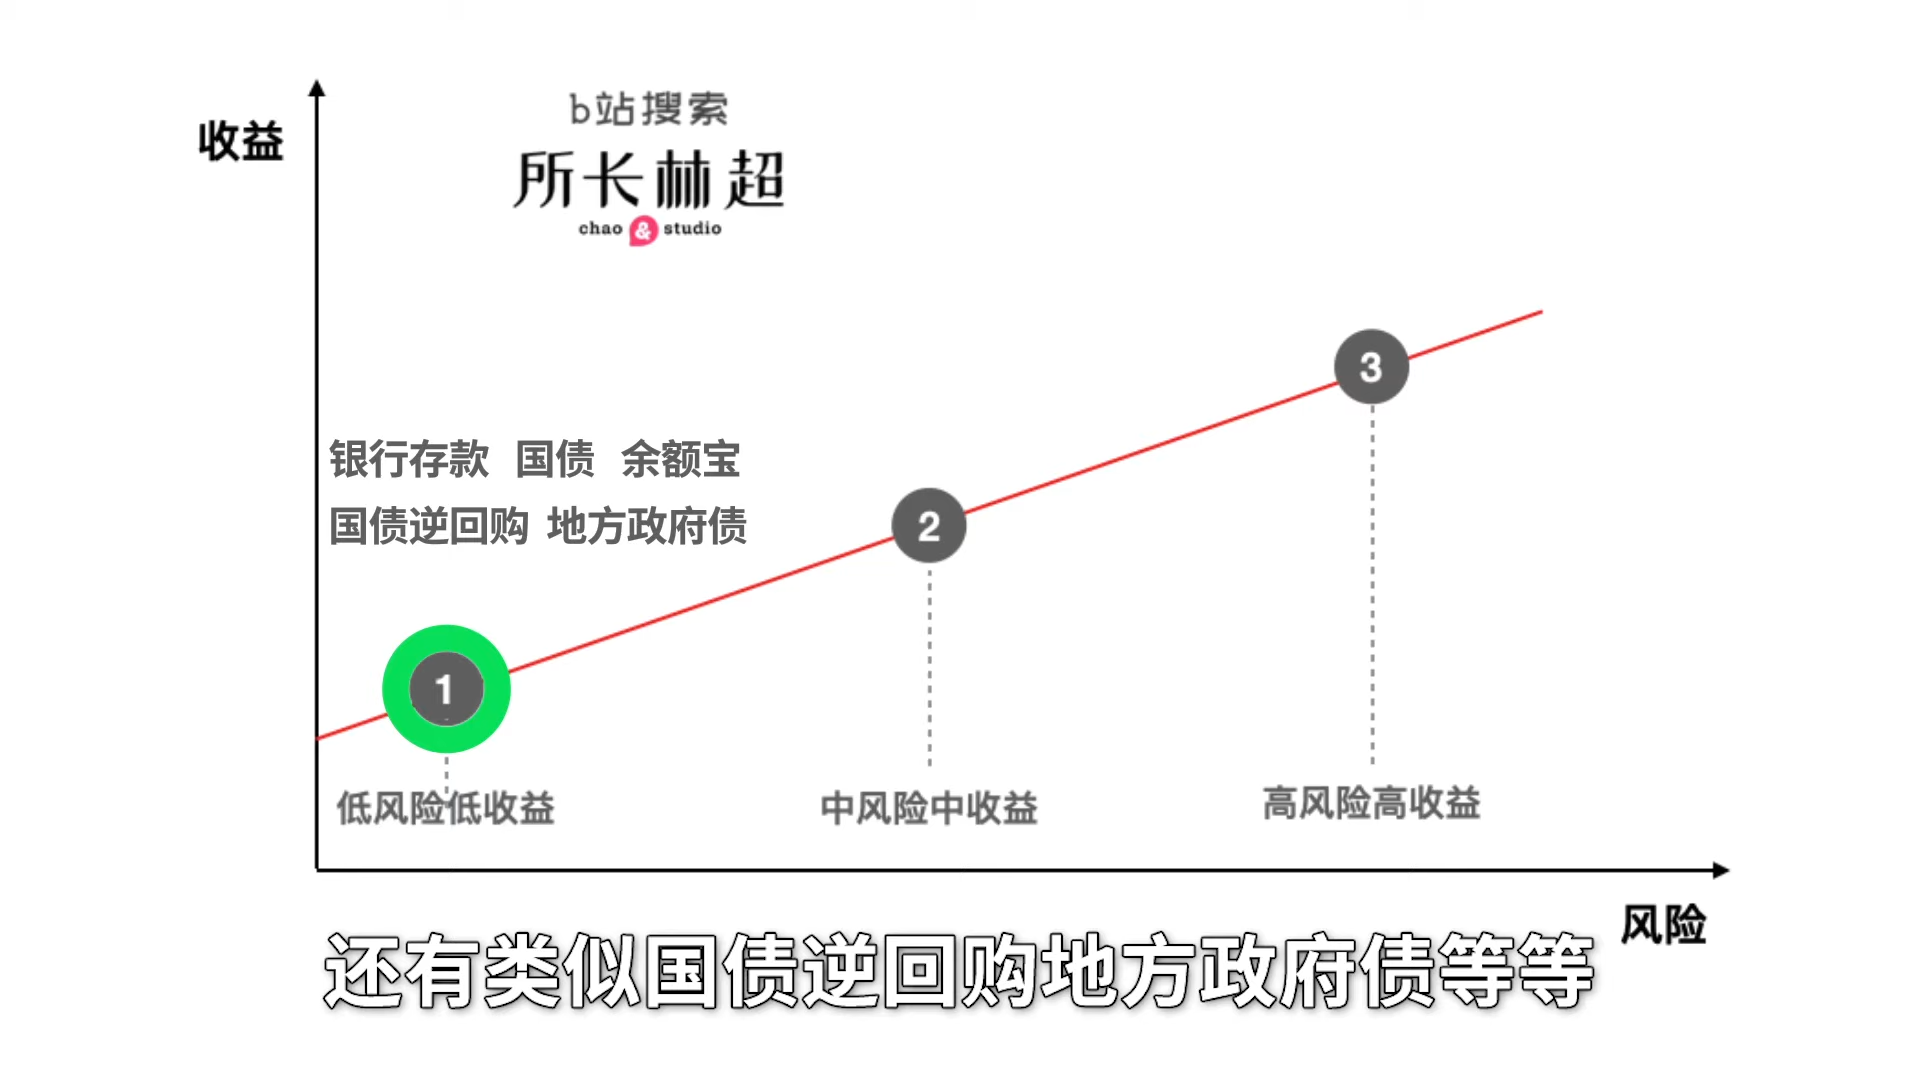 b站搜索
所长林超
chao & studio
收益
3
银行存款 国债 余额宝
国债逆回购 地方政府债
2
1
低风险低收益
中风险中收益
高风险高收益
风险
还有类似国债逆回购地方政府债等等